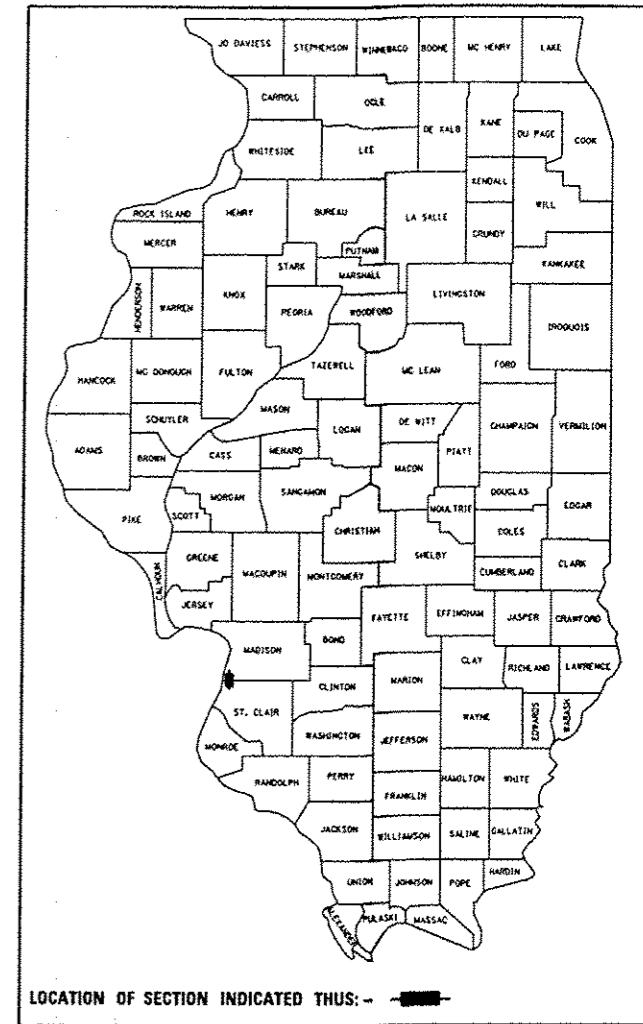 JO DAVIESS STEPHENSON WINNEBAGO BOONE MC HENRY LAKE
CARROLL OGLE DE KALB KANE DU PAGE COOK
WHITESIDE LEE KENDALL WILL
ROCK ISLAND HENRY BUREAU LA SALLE GRUNDY
MERCER PUTNAM KANKAKEE
HENDERSON WARREN KNOX STARK MARSHALL LIVINGSTON IROQUOIS
PEORIA WOODFORD
HANCOCK MC DONOUGH FULTON TAZEWELL MC LEAN FORD
SCHUYLER MASON LOGAN DE WITT CHAMPAIGN VERMILION
ADAMS BROWN CASS MENARD MACON PIATT
PIKE SCOTT MORGAN SANGAMON CHRISTIAN MOULTRIE DOUGLAS EDGAR
COLES
GREENE MACOUPIN MONTGOMERY SHELBY CUMBERLAND CLARK
CALHOUN JERSEY FAYETTE EFFINGHAM JASPER CRAWFORD
MADISON BOND CLAY RICHLAND LAWRENCE
CLINTON MARION
ST. CLAIR WAYNE EDWARDS WABASH
MONROE WASHINGTON JEFFERSON
RANDOLPH PERRY HAMILTON WHITE
FRANKLIN
JACKSON WILLIAMSON SALINE GALLATIN
UNION JOHNSON POPE HARDIN
ALEXANDER PULASKI MASSAC
LOCATION OF SECTION INDICATED THUS:-